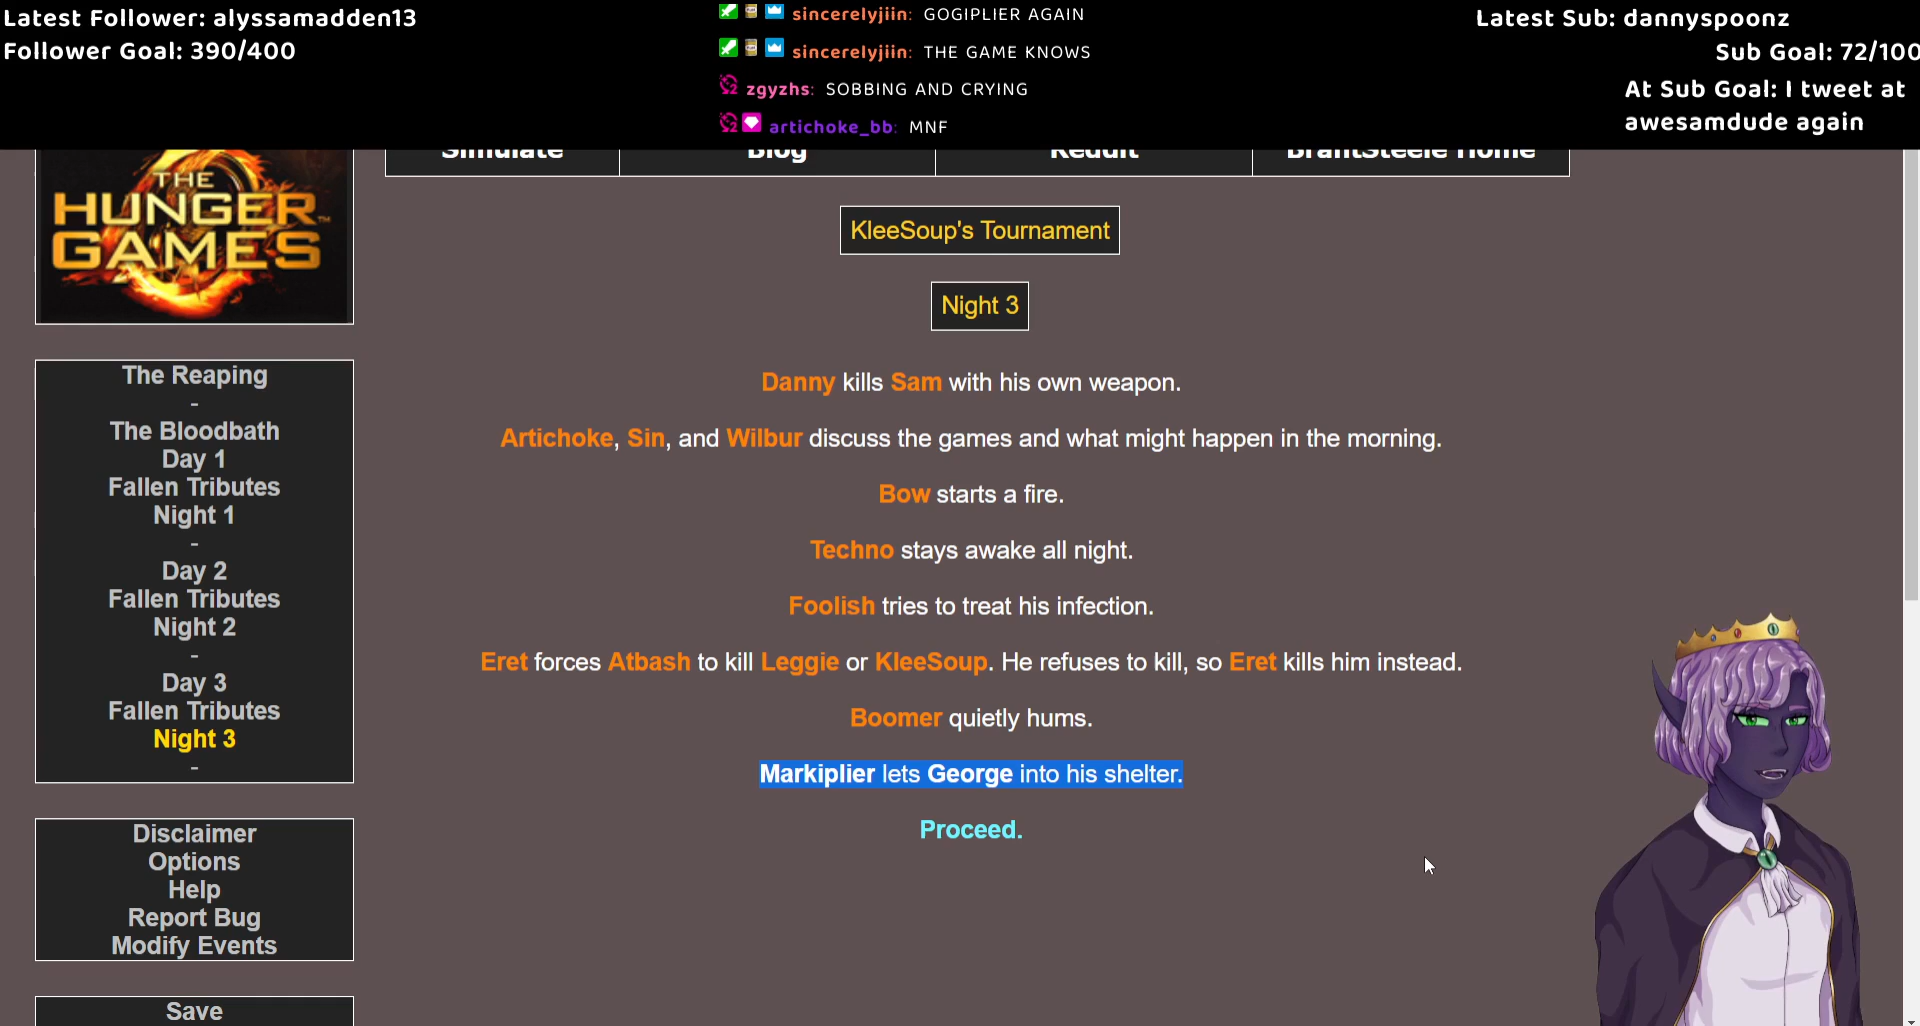 Latest Follower: alyssamadden13
Follower Goal: 390/400
sincerelyjiin: GOGIPLIER AGAIN
sincerelyjiin: THE GAME KNOWS
zgyzhs: SOBBING AND CRYING
artichoke_bb: MNF
Latest Sub: dannyspoonz
Sub Goal: 72/100
At Sub Goal: I tweet at
awesamdude again
Simulate Blog Reddit BrantSteele Home
THE
HUNGER
GAMES
The Reaping
-
The Bloodbath
Day 1
Fallen Tributes
Night 1
-
Day 2
Fallen Tributes
Night 2
-
Day 3
Fallen Tributes
Night 3
-
Disclaimer
Options
Help
Report Bug
Modify Events
Save
KleeSoup's Tournament
Night 3
Danny kills Sam with his own weapon.
Artichoke, Sin, and Wilbur discuss the games and what might happen in the morning.
Bow starts a fire.
Techno stays awake all night.
Foolish tries to treat his infection.
Eret forces Atbash to kill Leggie or KleeSoup. He refuses to kill, so Eret kills him instead.
Boomer quietly hums.
Markiplier lets George into his shelter.
Proceed.